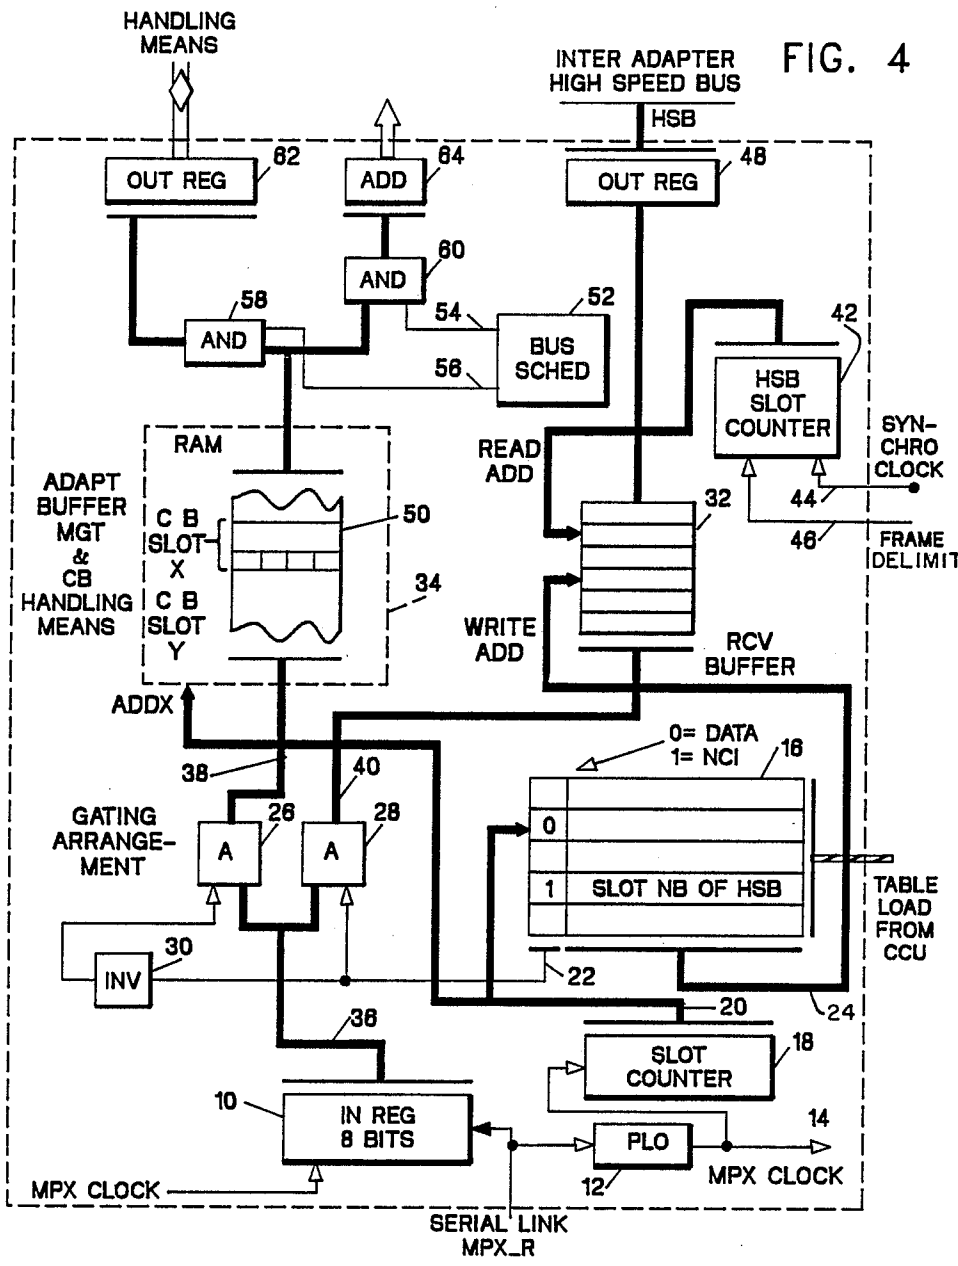 HANDLING
MEANS
INTER ADAPTER
HIGH SPEED BUS
FIG. 4
HSB
62
64
48
OUT REG
ADD
OUT REG
60
AND
58
54
52
42
AND
BUS
SCHED
56
HSB
SLOT
COUNTER
SYN-
CHRO
CLOCK
RAM
READ
ADD
44
ADAPT
BUFFER
MGT
&
CB
HANDLING
MEANS
C B
SLOT
X
50
32
46
FRAME
DELIMIT
34
C B
SLOT
Y
WRITE
ADD
RCV
BUFFER
ADDX
0= DATA
1= NCI
16
38
40
GATING
ARRANGE-
MENT
26
28
A
A
0
1
SLOT NB OF HSB
TABLE
LOAD
FROM
CCU
30
INV
22
20
24
36
18
SLOT
COUNTER
10
IN REG
8 BITS
14
PLO
12
MPX CLOCK
MPX CLOCK
SERIAL LINK
MPX_R